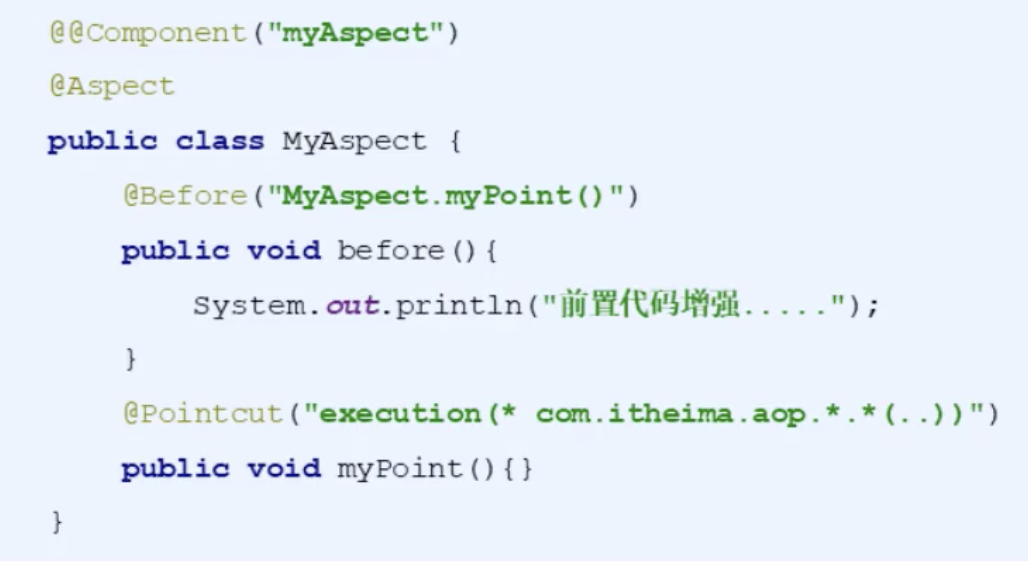 @@Component("myAspect")
@Aspect
public class MyAspect {
@Before("MyAspect.myPoint()")
public void before(){
System.out.println("前置代码增强.....");
}
@Pointcut("execution(* com.itheima.aop.*.*(..))")
public void myPoint(){}
}